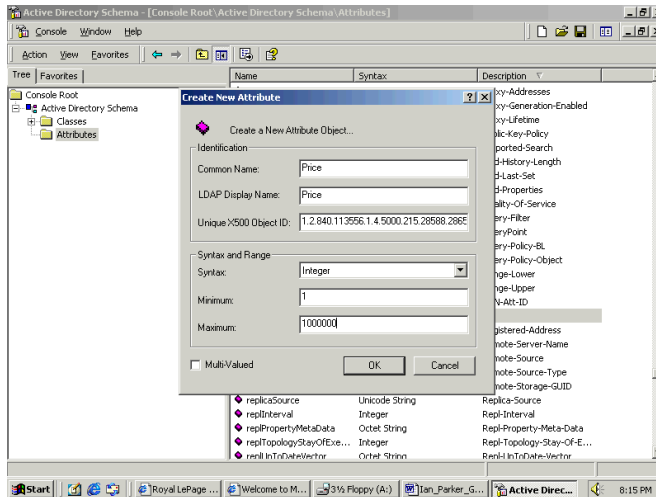 Active Directory Schema - [Console Root\Active Directory Schema\Attributes]
Console Window Help
Action View Favorites
Tree Favorites
Name Syntax Description
Console Root
Active Directory Schema
Classes
Attributes
Create New Attribute
Create a New Attribute Object...
Identification
Common Name: Price
LDAP Display Name: Price
Unique X500 Object ID: 1.2.840.113556.1.4.5000.215.28588.2865
Syntax and Range
Syntax: Integer
Minimum: 1
Maximum: 1000000
Multi-Valued
OK Cancel
xy-Addresses
xy-Generation-Enabled
xy-Lifetime
blic-Key-Policy
ported-Search
d-History-Length
d-Last-Set
d-Properties
ality-Of-Service
ery-Filter
eryPoint
ery-Policy-BL
ery-Policy-Object
nge-Lower
nge-Upper
N-Att-ID
gistered-Address
mote-Server-Name
mote-Source
mote-Source-Type
mote-Storage-GUID
replicaSource Unicode String Replica-Source
replInterval Integer Repl-Interval
replPropertyMetaData Octet String Repl-Property-Meta-Data
replTopologyStayOfExe... Integer Repl-Topology-Stay-Of-E...
replUpToDateVector Octet String Repl-UpToDateVector
Start Royal LePage ... Welcome to M... 3½ Floppy (A:) Ian_Parker_G... Active Direc... 8:15 PM